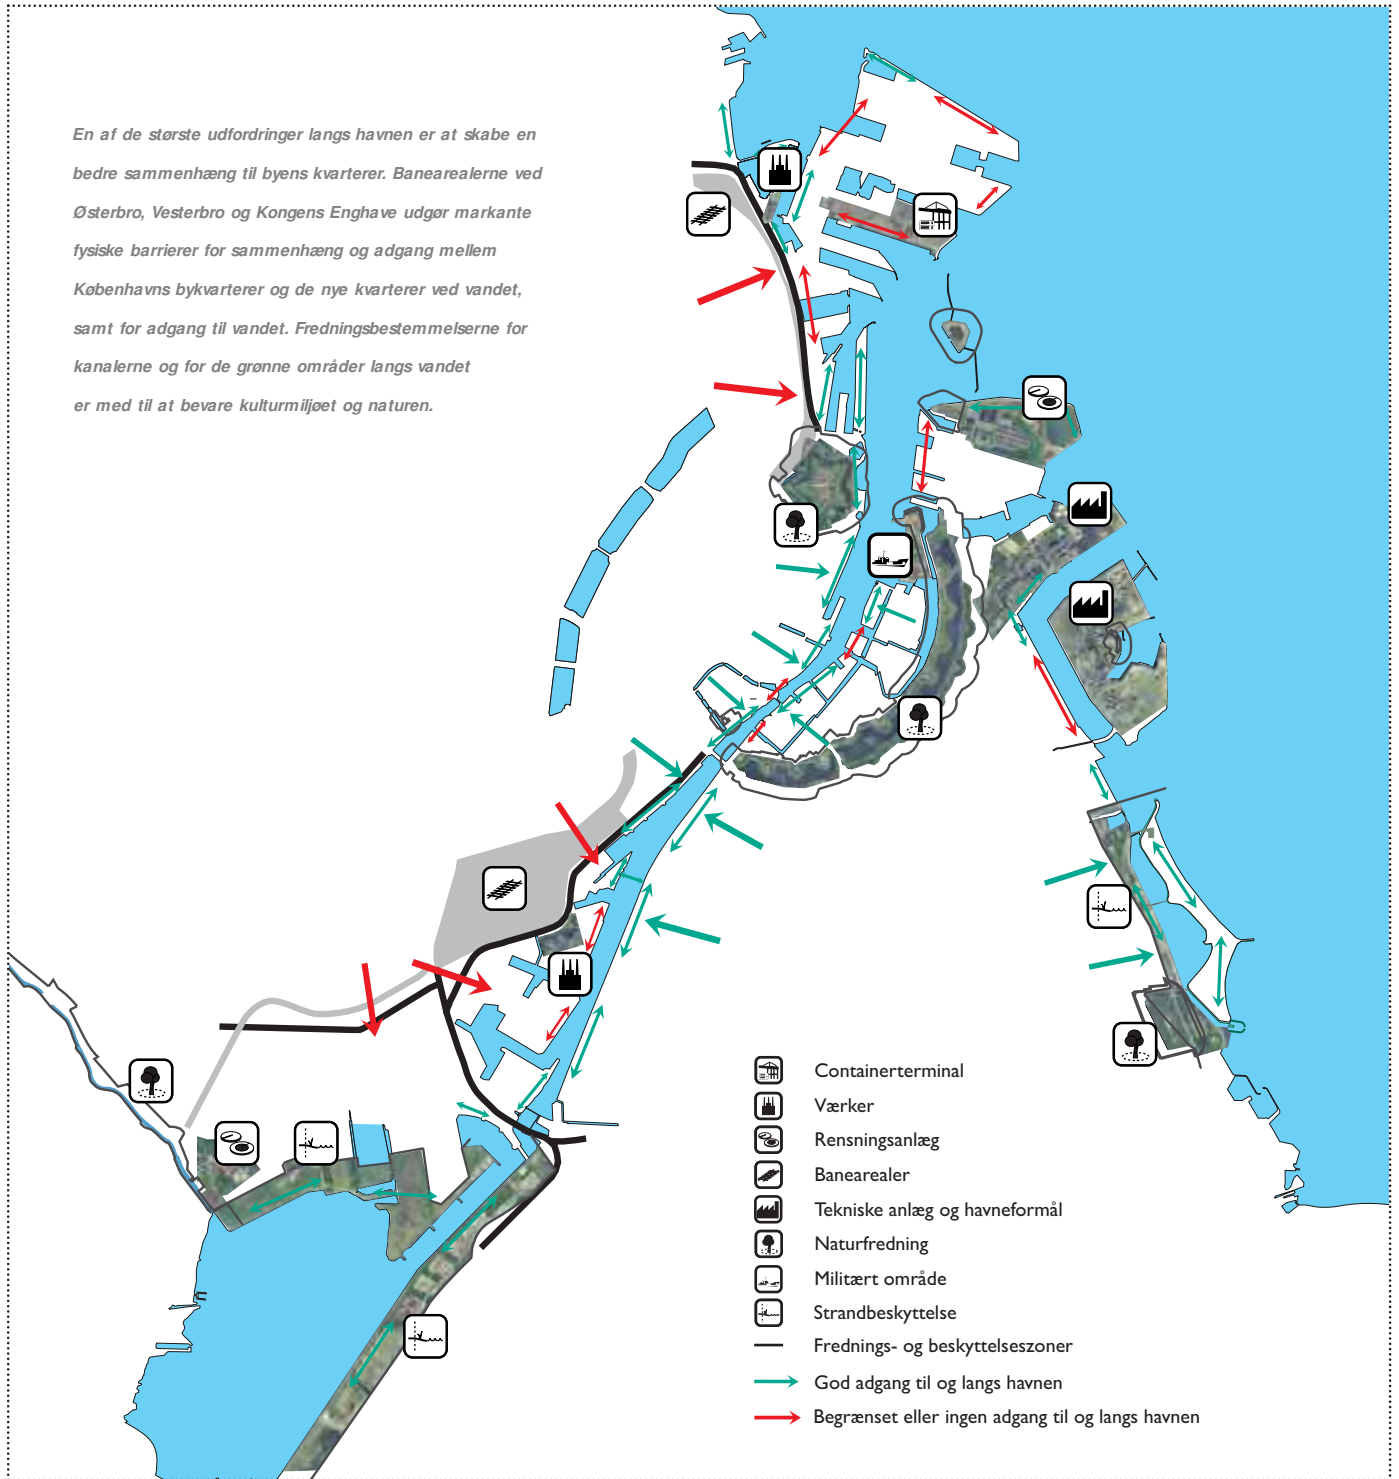 En af de største udfordringer langs havnen er at skabe en
bedre sammenhæng til byens kvarterer. Banearealerne ved
Østerbro, Vesterbro og Kongens Enghave udgør markante
fysiske barrierer for sammenhæng og adgang mellem
Københavns bykvarterer og de nye kvarterer ved vandet,
samt for adgang til vandet. Fredningsbestemmelserne for
kanalerne og for de grønne områder langs vandet
er med til at bevare kulturmiljøet og naturen.
Containerterminal
Værker
Rensningsanlæg
Banearealer
Tekniske anlæg og havneformål
Naturfredning
Militært område
Strandbeskyttelse
Frednings- og beskyttelseszoner
God adgang til og langs havnen
Begrænset eller ingen adgang til og langs havnen